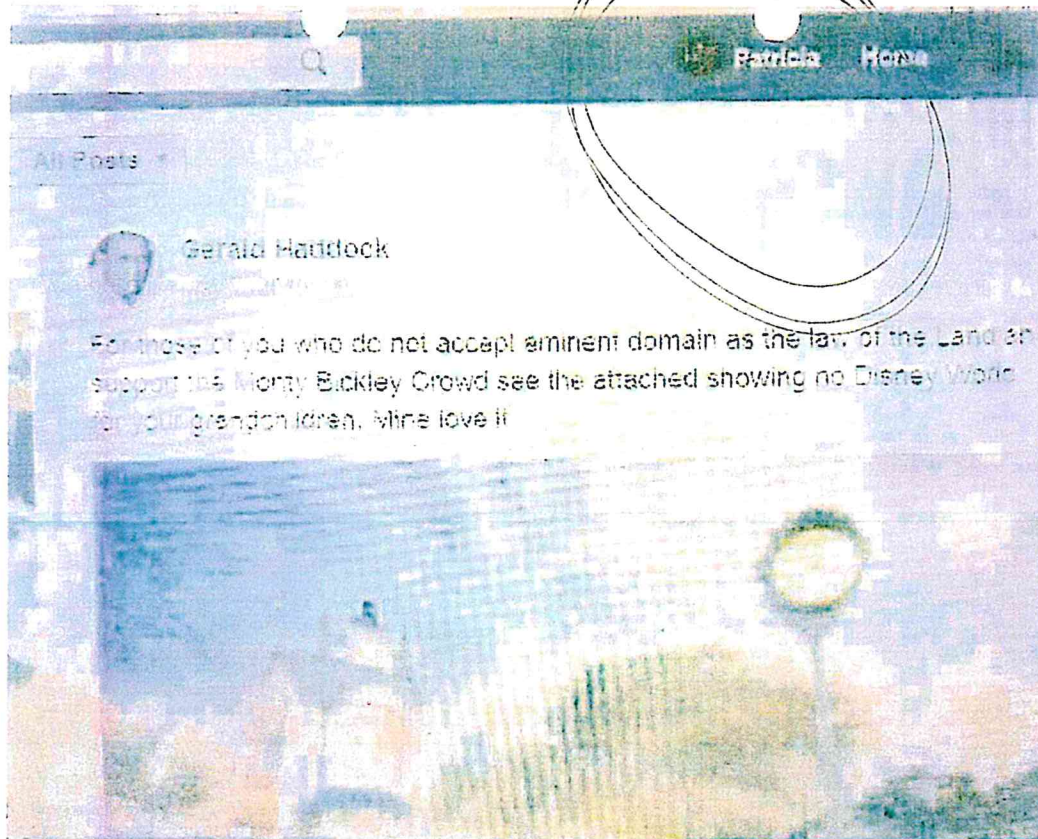 Patricia Home
All Posts
Gerald Haddock
For those of you who do not accept eminent domain as the law of the Land an
support the Monty Bickley Crowd see the attached showing no Disney World
for your grandchildren. Mine love it